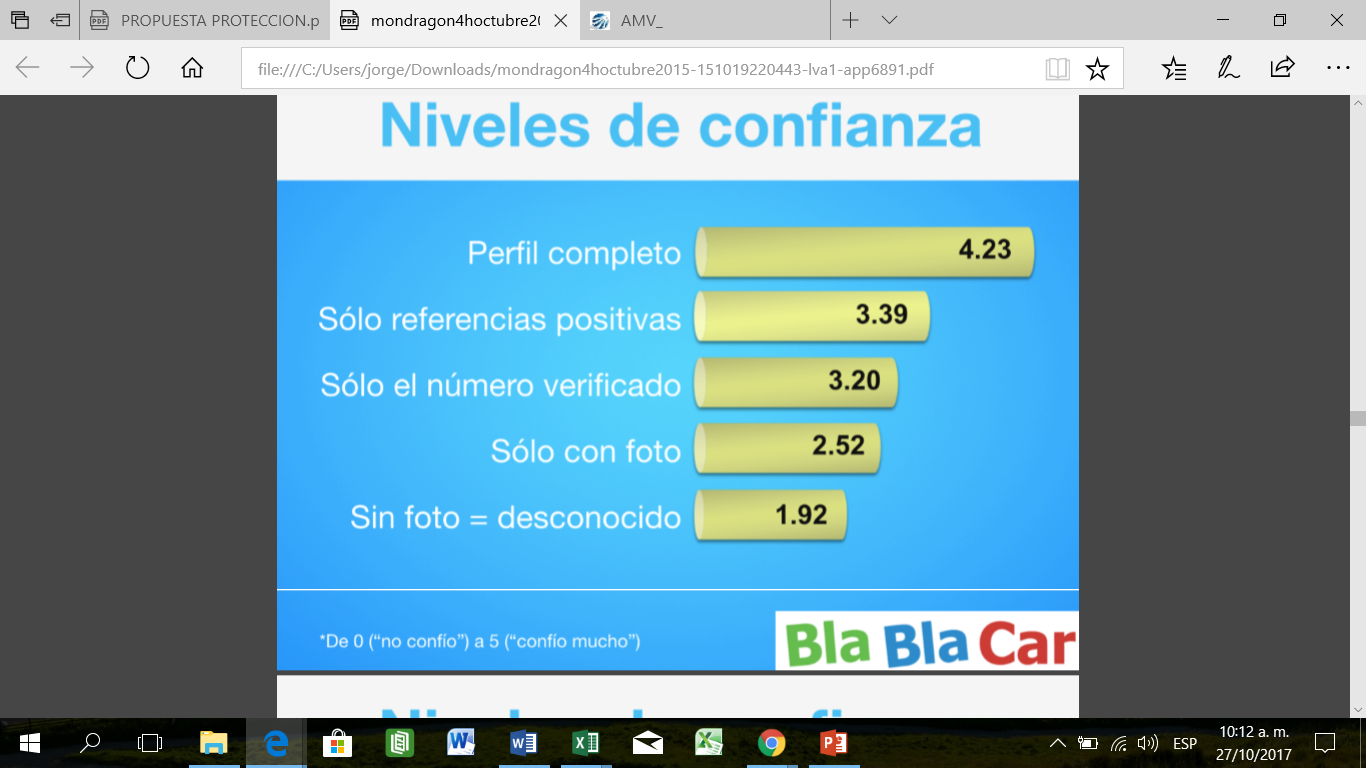 PROPUESTA PROTECCION.p
mondragon4hoctubre20
AMV_
file:///C:/Users/jorge/Downloads/mondragon4hoctubre2015-151019220443-lva1-app6891.pdf
Niveles de confianza
Perfil completo 4.23
Sólo referencias positivas 3.39
Sólo el número verificado 3.20
Sólo con foto 2.52
Sin foto = desconocido 1.92
*De 0 (“no confío”) a 5 (“confío mucho”)
Bla Bla Car
ESP
10:12 a. m.
27/10/2017